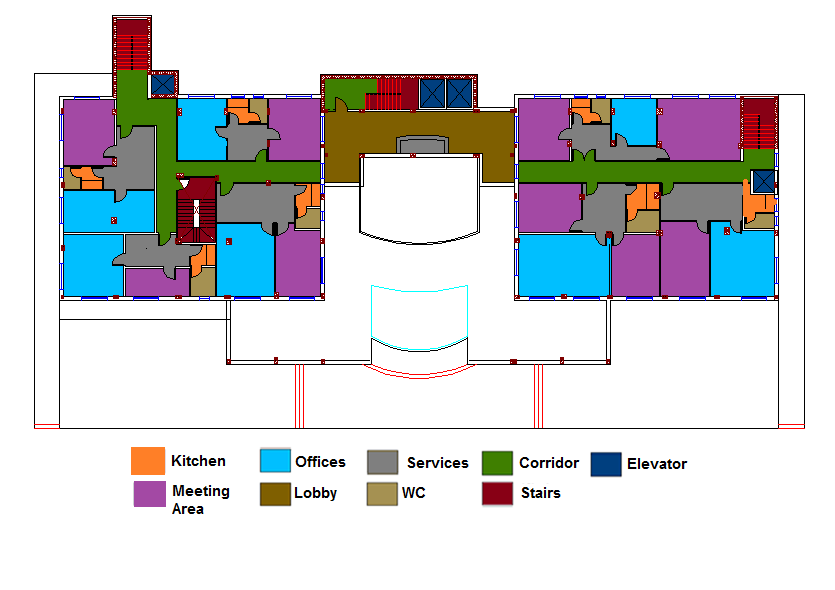 Kitchen
Offices
Services
Corridor
Elevator
Meeting
Area
Lobby
WC
Stairs